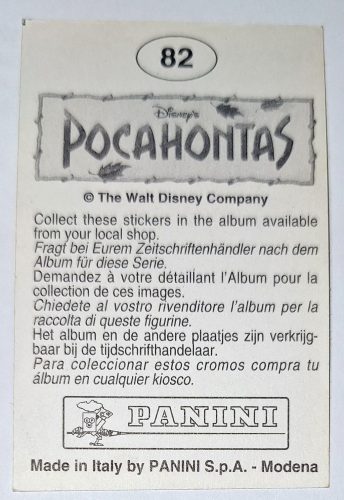 82
Disney's
POCAHONTAS
© The Walt Disney Company
Collect these stickers in the album available
from your local shop.
Fragt bei Eurem Zeitschriftenhändler nach dem
Album für diese Serie.
Demandez à votre détaillant l'Album pour la
collection de ces images.
Chiedete al vostro rivenditore l'album per la
raccolta di queste figurine.
Het album en de andere plaatjes zijn verkrijg-
baar bij de tijdschrifthandelaar.
Para coleccionar estos cromos compra tu
álbum en cualquier kiosco.
PANINI
Made in Italy by PANINI S.p.A. - Modena